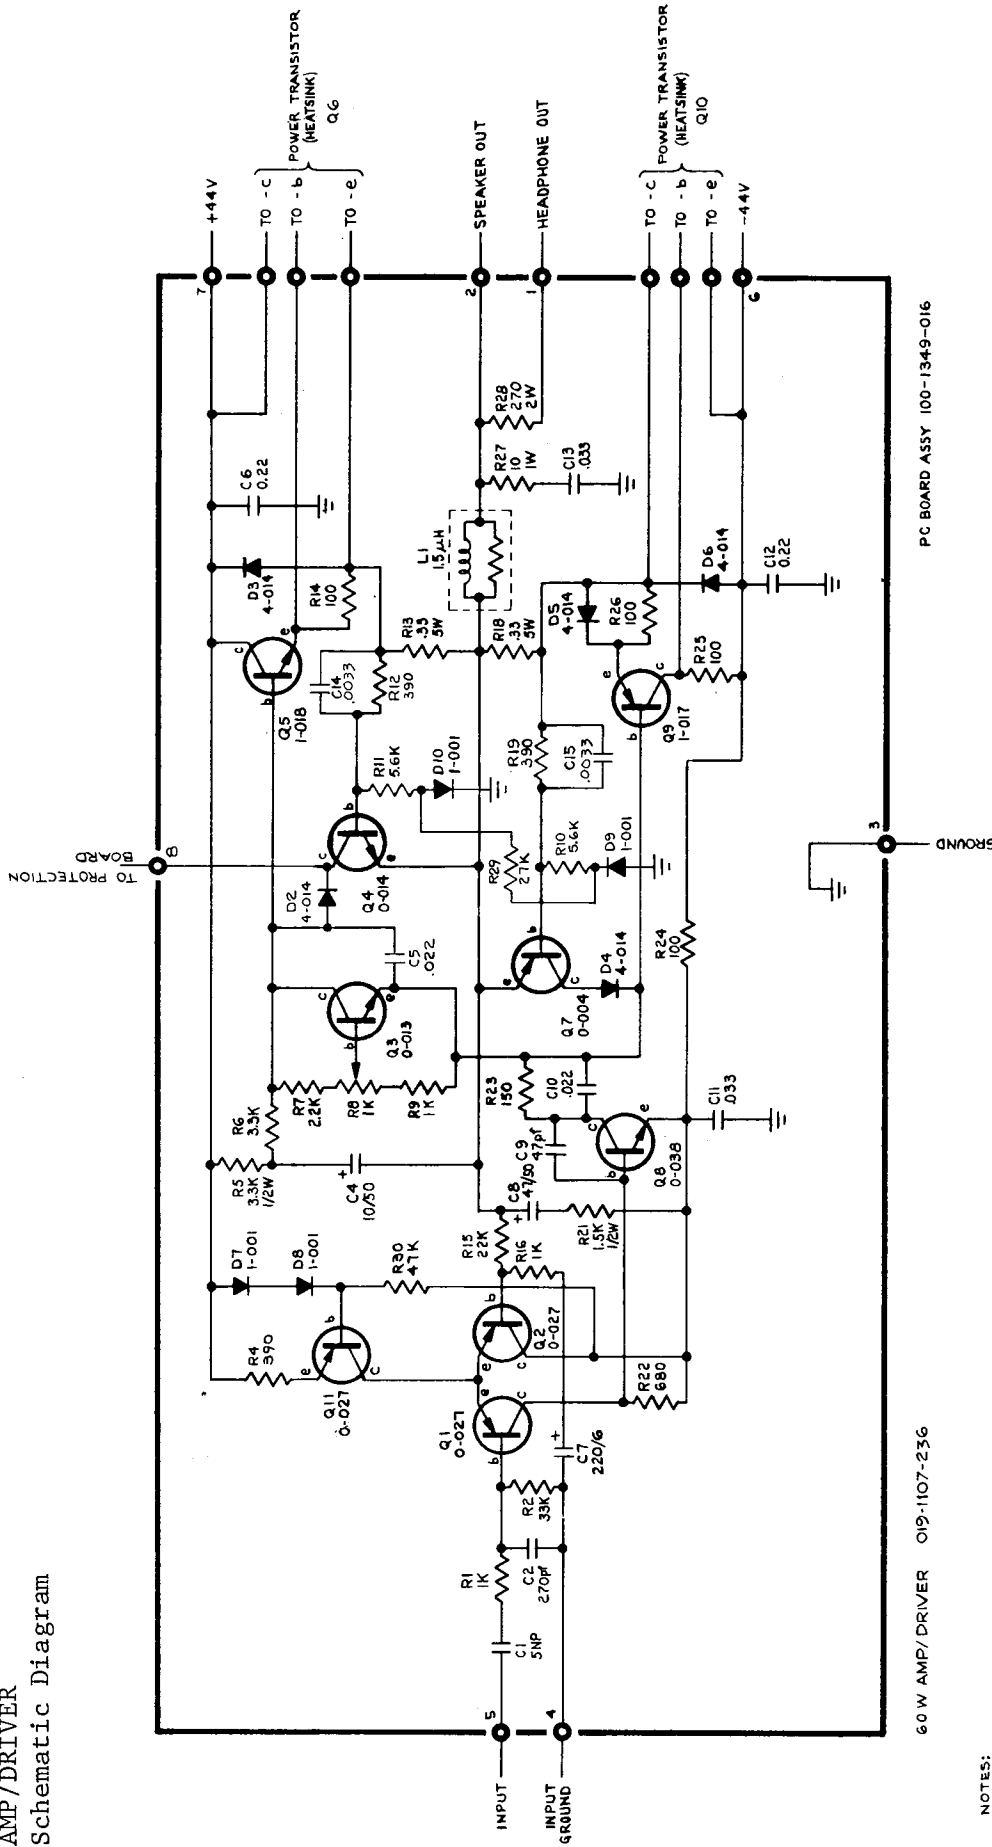 AMP/DRIVER
Schematic Diagram
+44V
TO -c
TO -b
TO -e
POWER TRANSISTOR
(HEATSINK)
Q6
SPEAKER OUT
HEADPHONE OUT
TO -c
TO -b
TO -e
POWER TRANSISTOR
(HEATSINK)
Q10
-44V
7
2
1
6
TO PROTECTION
BOARD
8
GROUND
3
INPUT
5
INPUT
GROUND
4
C1
5NP
R1
1K
C2
270pf
R2
33K
C7
220/6
+
Q1
0-027
b
e
c
Q2
0-027
b
e
c
Q11
0-027
e
b
c
R4
390
D7
1-001
D8
1-001
R30
47K
R15
22K
R16
1K
R22
680
R5
3.3K
1/2W
R6
3.3K
C4
10/50
+
C8
47/50
+
R21
1.5K
1/2W
C9
47pf
Q8
0-038
b
c
e
C11
.033
R23
150
C10
.022
R7
2.2K
R8
1K
R9
1K
Q3
0-013
c
b
e
C5
.022
D2
4-014
Q4
0-014
c
b
e
Q7
0-004
e
b
c
D4
4-014
R24
100
R29
27K
R10
5.6K
D9
1-001
R11
5.6K
D10
1-001
R19
390
C15
.0033
C14
.0033
R12
390
Q5
1-018
c
b
e
R14
100
D3
4-014
R13
.33
5W
R18
.33
5W
Q9
1-017
e
b
c
R25
100
R26
100
D5
4-014
D6
4-014
C12
0.22
C6
0.22
L1
1.5μH
R27
10
1W
C13
.033
R28
270
2W
60W AMP/DRIVER 019-1107-236
PC BOARD ASSY 100-1349-016
NOTES: